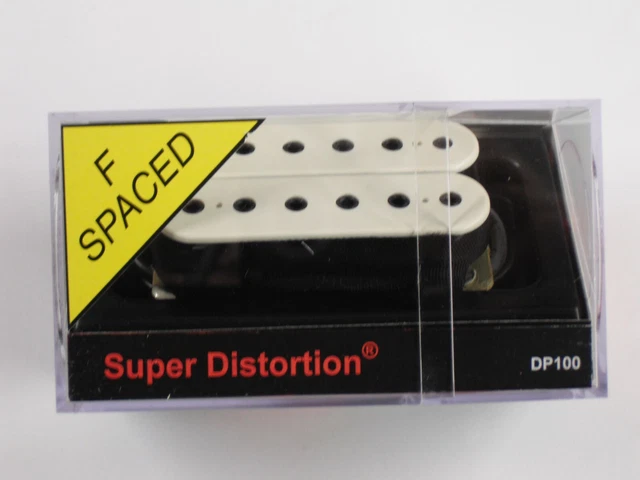 F
SPACED
Super Distortion®
DP100